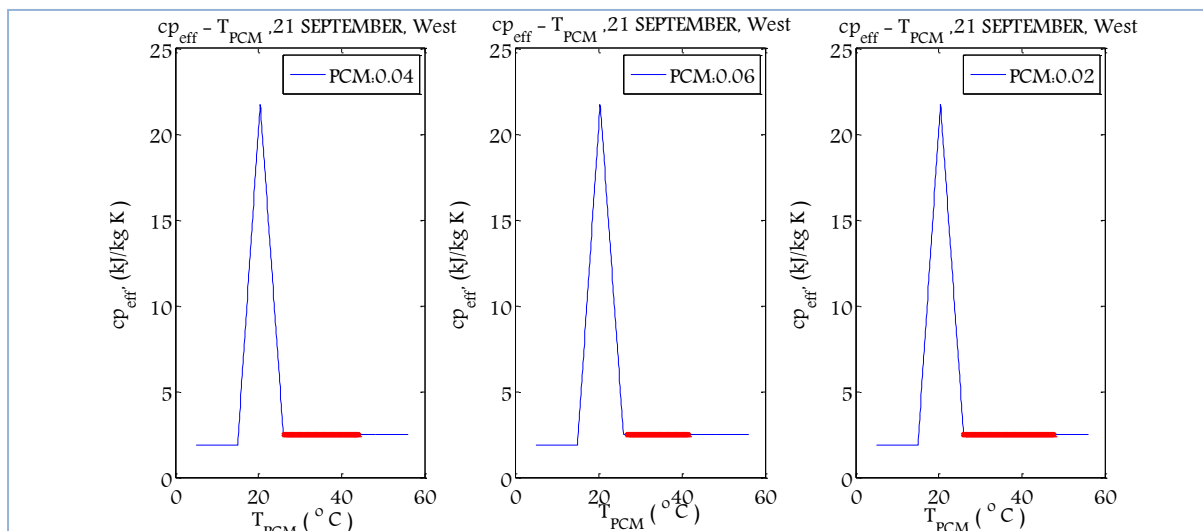 cp_eff - T_PCM ,21 SEPTEMBER, West
PCM:0.04
25
20
15
10
5
0
cp_eff, (kJ/kg K )
0 20 40 60
T_PCM ( °C )
cp_eff - T_PCM ,21 SEPTEMBER, West
PCM:0.06
25
20
15
10
5
0
cp_eff, (kJ/kg K )
0 20 40 60
T_PCM ( °C )
cp_eff - T_PCM ,21 SEPTEMBER, West
PCM:0.02
25
20
15
10
5
0
cp_eff, (kJ/kg K )
0 20 40 60
T_PCM ( °C )